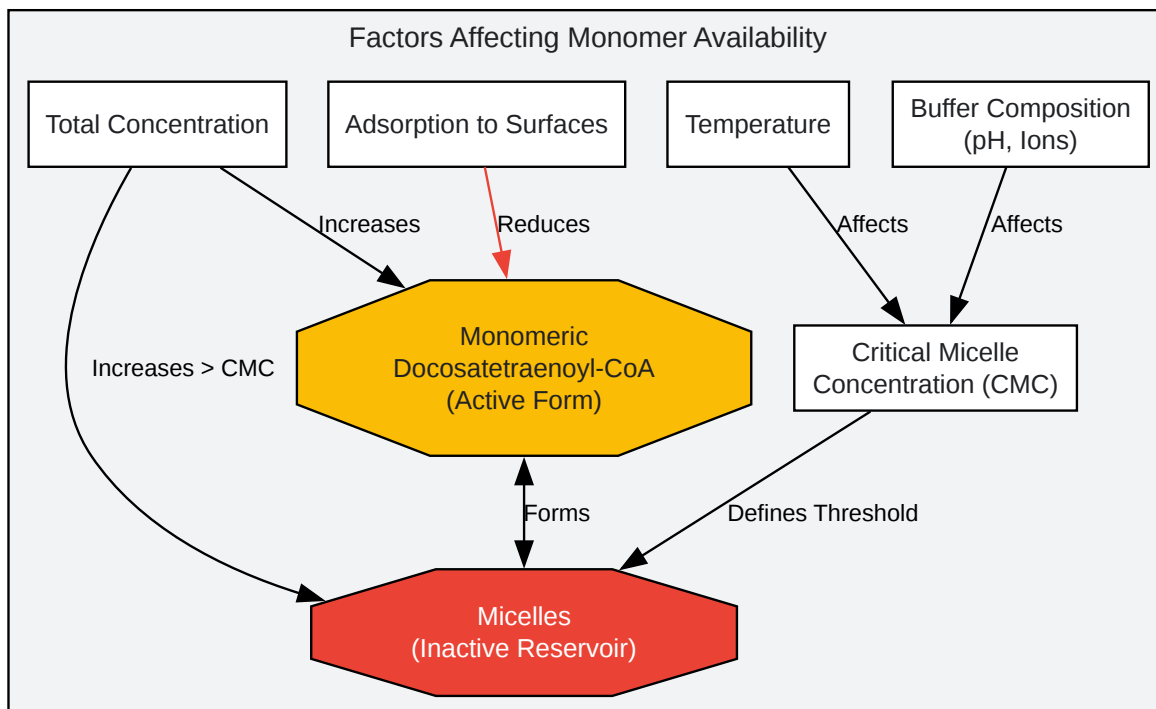 Factors Affecting Monomer Availability
Total Concentration
Adsorption to Surfaces
Temperature
Buffer Composition
(pH, Ions)
Increases
Reduces
Affects
Affects
Monomeric
Docosatetraenoyl-CoA
(Active Form)
Increases > CMC
Critical Micelle
Concentration (CMC)
Forms
Defines Threshold
Micelles
(Inactive Reservoir)